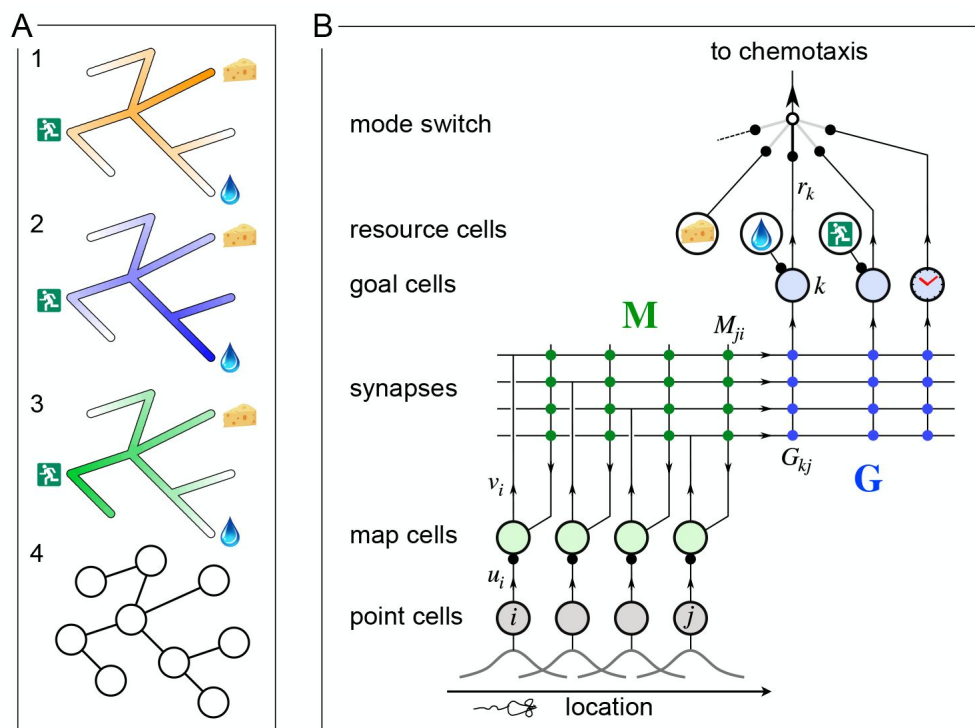 A
1
2
3
4
B
to chemotaxis
mode switch
r_k
resource cells
goal cells
k
M
M_ji
synapses
G_kj
G
v_i
map cells
u_i
point cells
i
j
location